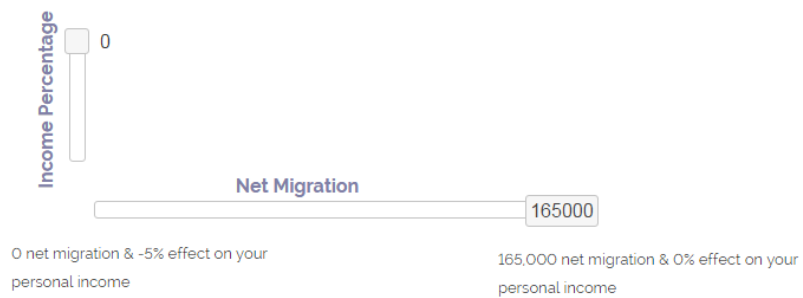 Income Percentage
0
Net Migration
165000
0 net migration & -5% effect on your
personal income
165,000 net migration & 0% effect on your
personal income